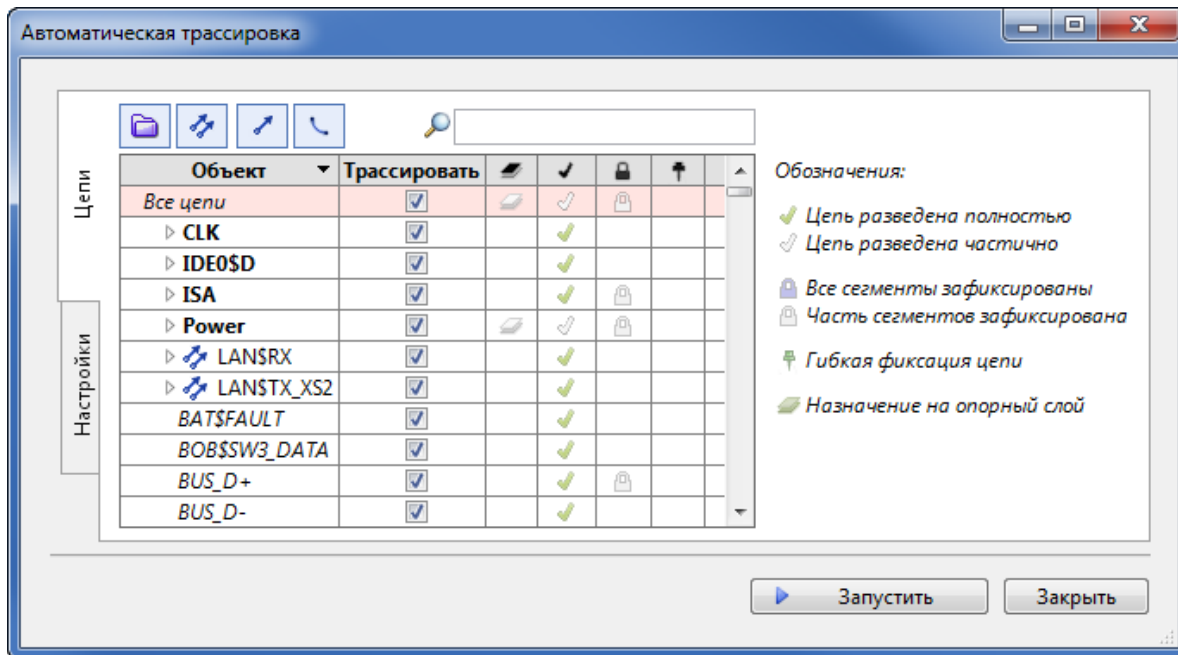 Автоматическая трассировка
Цепи
Настройки
Объект Трассировать
Все цепи
CLK
IDE0$D
ISA
Power
LAN$RX
LAN$TX_XS2
BAT$FAULT
BOB$SW3_DATA
BUS_D+
BUS_D-
Обозначения:
Цепь разведена полностью
Цепь разведена частично
Все сегменты зафиксированы
Часть сегментов зафиксирована
Гибкая фиксация цепи
Назначение на опорный слой
Запустить
Закрыть